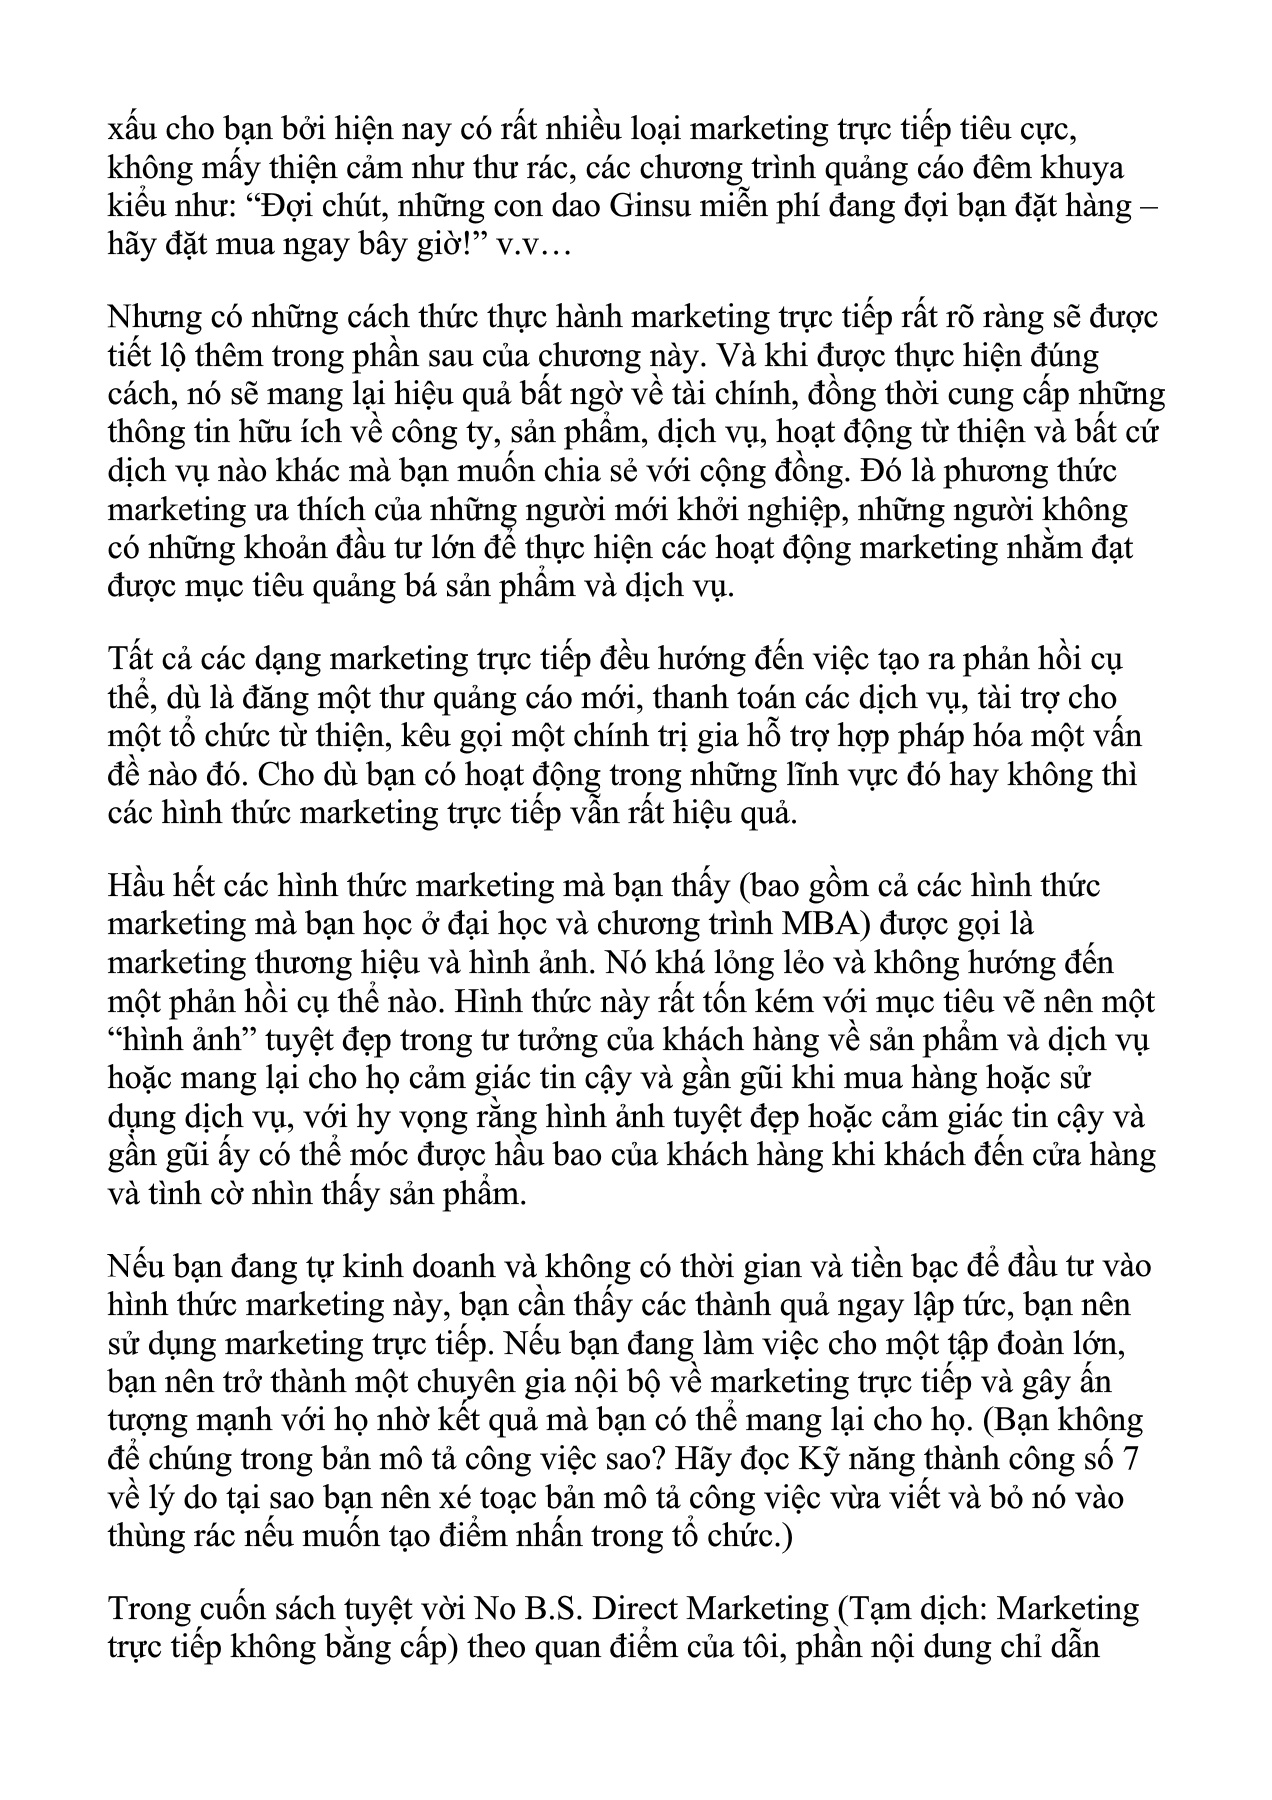 xấu cho bạn bởi hiện nay có rất nhiều loại marketing trực tiếp tiêu cực,
không mấy thiện cảm như thư rác, các chương trình quảng cáo đêm khuya
kiểu như: “Đợi chút, những con dao Ginsu miễn phí đang đợi bạn đặt hàng –
hãy đặt mua ngay bây giờ!” v.v…
Nhưng có những cách thức thực hành marketing trực tiếp rất rõ ràng sẽ được
tiết lộ thêm trong phần sau của chương này. Và khi được thực hiện đúng
cách, nó sẽ mang lại hiệu quả bất ngờ về tài chính, đồng thời cung cấp những
thông tin hữu ích về công ty, sản phẩm, dịch vụ, hoạt động từ thiện và bất cứ
dịch vụ nào khác mà bạn muốn chia sẻ với cộng đồng. Đó là phương thức
marketing ưa thích của những người mới khởi nghiệp, những người không
có những khoản đầu tư lớn để thực hiện các hoạt động marketing nhằm đạt
được mục tiêu quảng bá sản phẩm và dịch vụ.
Tất cả các dạng marketing trực tiếp đều hướng đến việc tạo ra phản hồi cụ
thể, dù là đăng một thư quảng cáo mới, thanh toán các dịch vụ, tài trợ cho
một tổ chức từ thiện, kêu gọi một chính trị gia hỗ trợ hợp pháp hóa một vấn
đề nào đó. Cho dù bạn có hoạt động trong những lĩnh vực đó hay không thì
các hình thức marketing trực tiếp vẫn rất hiệu quả.
Hầu hết các hình thức marketing mà bạn thấy (bao gồm cả các hình thức
marketing mà bạn học ở đại học và chương trình MBA) được gọi là
marketing thương hiệu và hình ảnh. Nó khá lỏng lẻo và không hướng đến
một phản hồi cụ thể nào. Hình thức này rất tốn kém với mục tiêu vẽ nên một
“hình ảnh” tuyệt đẹp trong tư tưởng của khách hàng về sản phẩm và dịch vụ
hoặc mang lại cho họ cảm giác tin cậy và gần gũi khi mua hàng hoặc sử
dụng dịch vụ, với hy vọng rằng hình ảnh tuyệt đẹp hoặc cảm giác tin cậy và
gần gũi ấy có thể móc được hầu bao của khách hàng khi khách đến cửa hàng
và tình cờ nhìn thấy sản phẩm.
Nếu bạn đang tự kinh doanh và không có thời gian và tiền bạc để đầu tư vào
hình thức marketing này, bạn cần thấy các thành quả ngay lập tức, bạn nên
sử dụng marketing trực tiếp. Nếu bạn đang làm việc cho một tập đoàn lớn,
bạn nên trở thành một chuyên gia nội bộ về marketing trực tiếp và gây ấn
tượng mạnh với họ nhờ kết quả mà bạn có thể mang lại cho họ. (Bạn không
để chúng trong bản mô tả công việc sao? Hãy đọc Kỹ năng thành công số 7
về lý do tại sao bạn nên xé toạc bản mô tả công việc vừa viết và bỏ nó vào
thùng rác nếu muốn tạo điểm nhấn trong tổ chức.)
Trong cuốn sách tuyệt vời No B.S. Direct Marketing (Tạm dịch: Marketing
trực tiếp không bằng cấp) theo quan điểm của tôi, phần nội dung chỉ dẫn